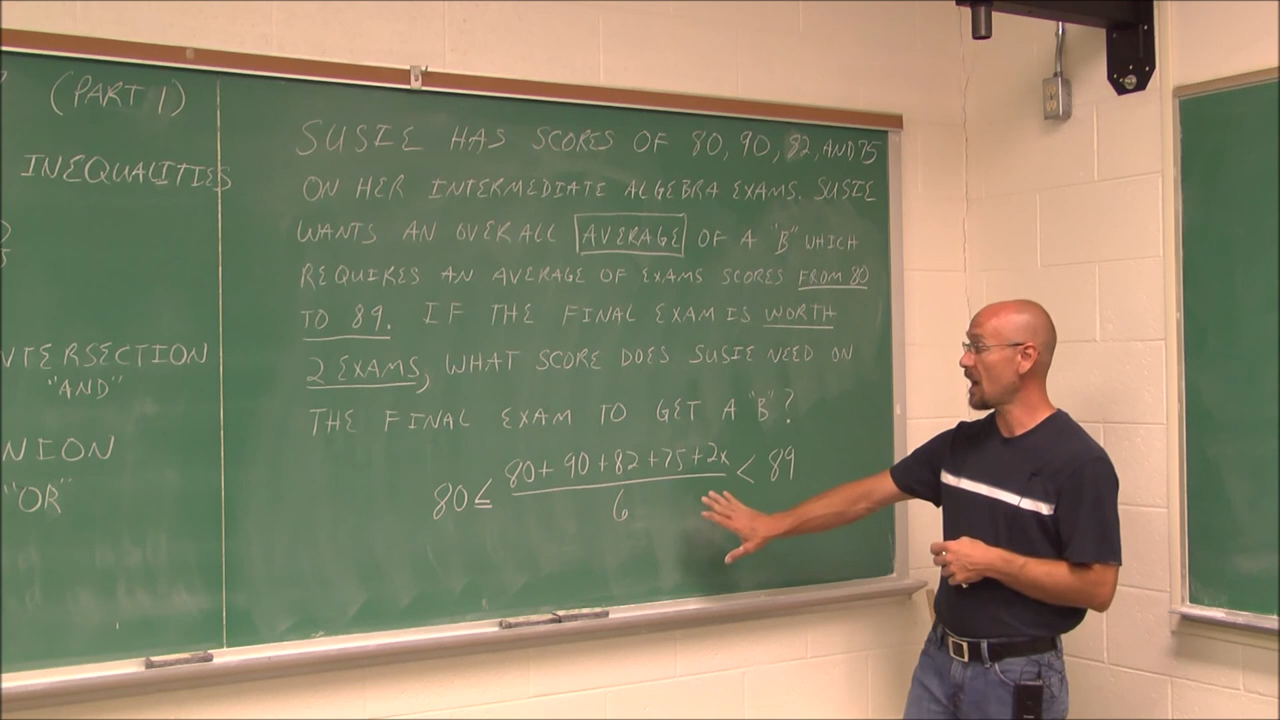 (PART 1)
INEQUALITIES
INTERSECTION
"AND"
UNION
"OR"
SUSIE HAS SCORES OF 80, 90, 82, AND 75
ON HER INTERMEDIATE ALGEBRA EXAMS. SUSIE
WANTS AN OVERALL AVERAGE OF A "B" WHICH
REQUIRES AN AVERAGE OF EXAMS SCORES FROM 80
TO 89. IF THE FINAL EXAM IS WORTH
2 EXAMS, WHAT SCORE DOES SUSIE NEED ON
THE FINAL EXAM TO GET A "B"?
80 ≤ (80 + 90 + 82 + 75 + 2x)/6 < 89